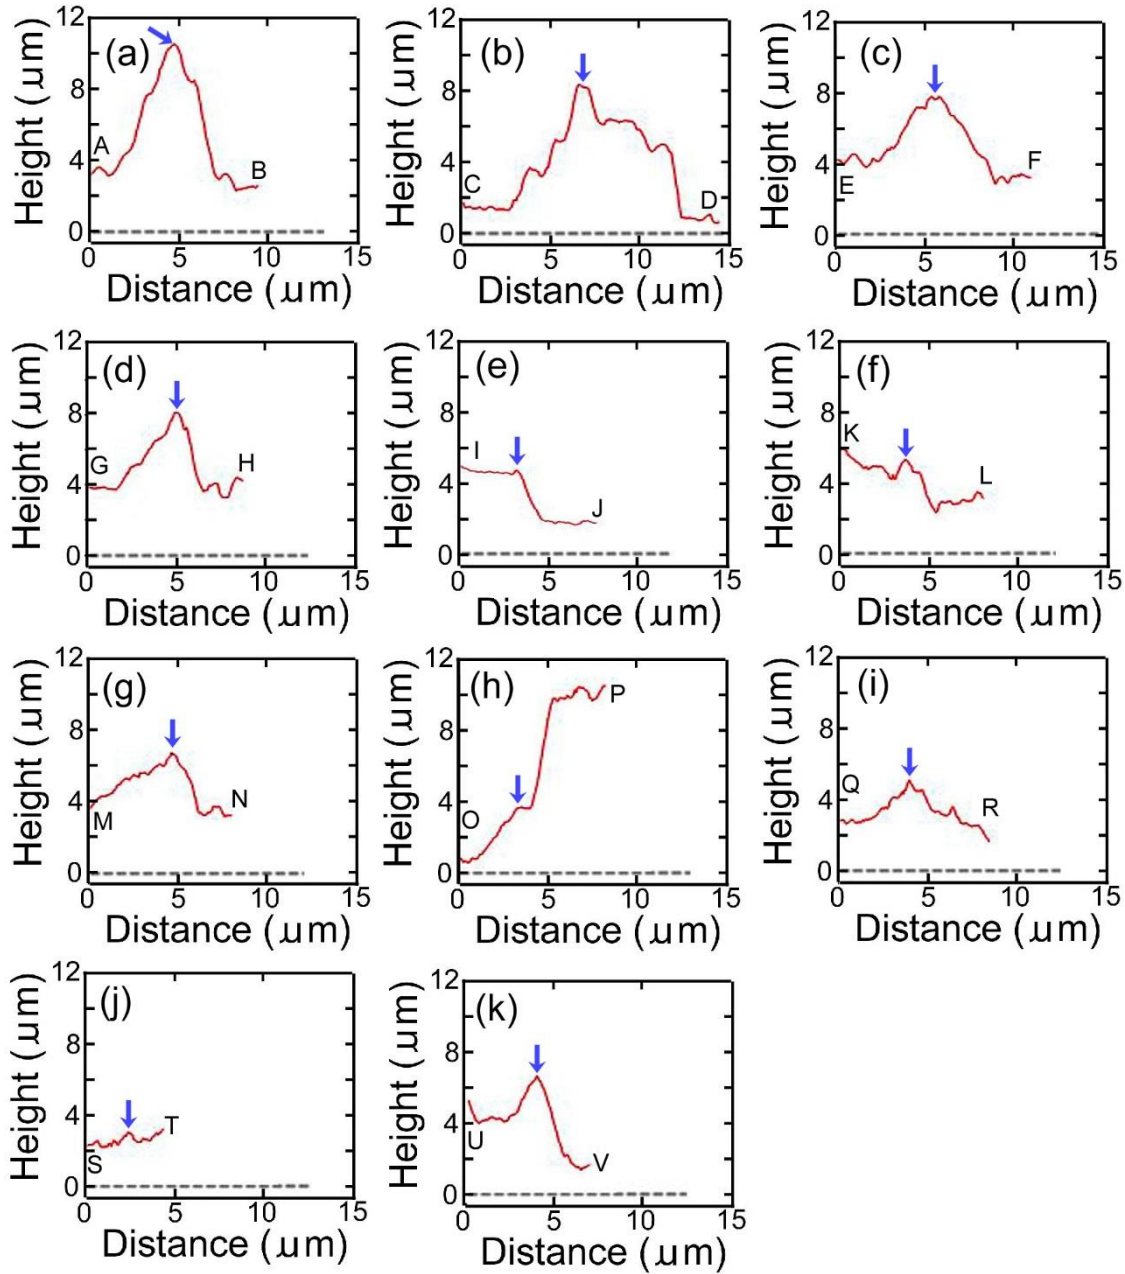 12
8
4
0
Height (μm)
(a)
A
B
0 5 10 15
Distance (μm)
12
8
4
0
Height (μm)
(b)
C
D
0 5 10 15
Distance (μm)
12
8
4
0
Height (μm)
(c)
E
F
0 5 10 15
Distance (μm)
12
8
4
0
Height (μm)
(d)
G
H
0 5 10 15
Distance (μm)
12
8
4
0
Height (μm)
(e)
I
J
0 5 10 15
Distance (μm)
12
8
4
0
Height (μm)
(f)
K
L
0 5 10 15
Distance (μm)
12
8
4
0
Height (μm)
(g)
M
N
0 5 10 15
Distance (μm)
12
8
4
0
Height (μm)
(h)
O
P
0 5 10 15
Distance (μm)
12
8
4
0
Height (μm)
(i)
Q
R
0 5 10 15
Distance (μm)
12
8
4
0
Height (μm)
(j)
S
T
0 5 10 15
Distance (μm)
12
8
4
0
Height (μm)
(k)
U
V
0 5 10 15
Distance (μm)